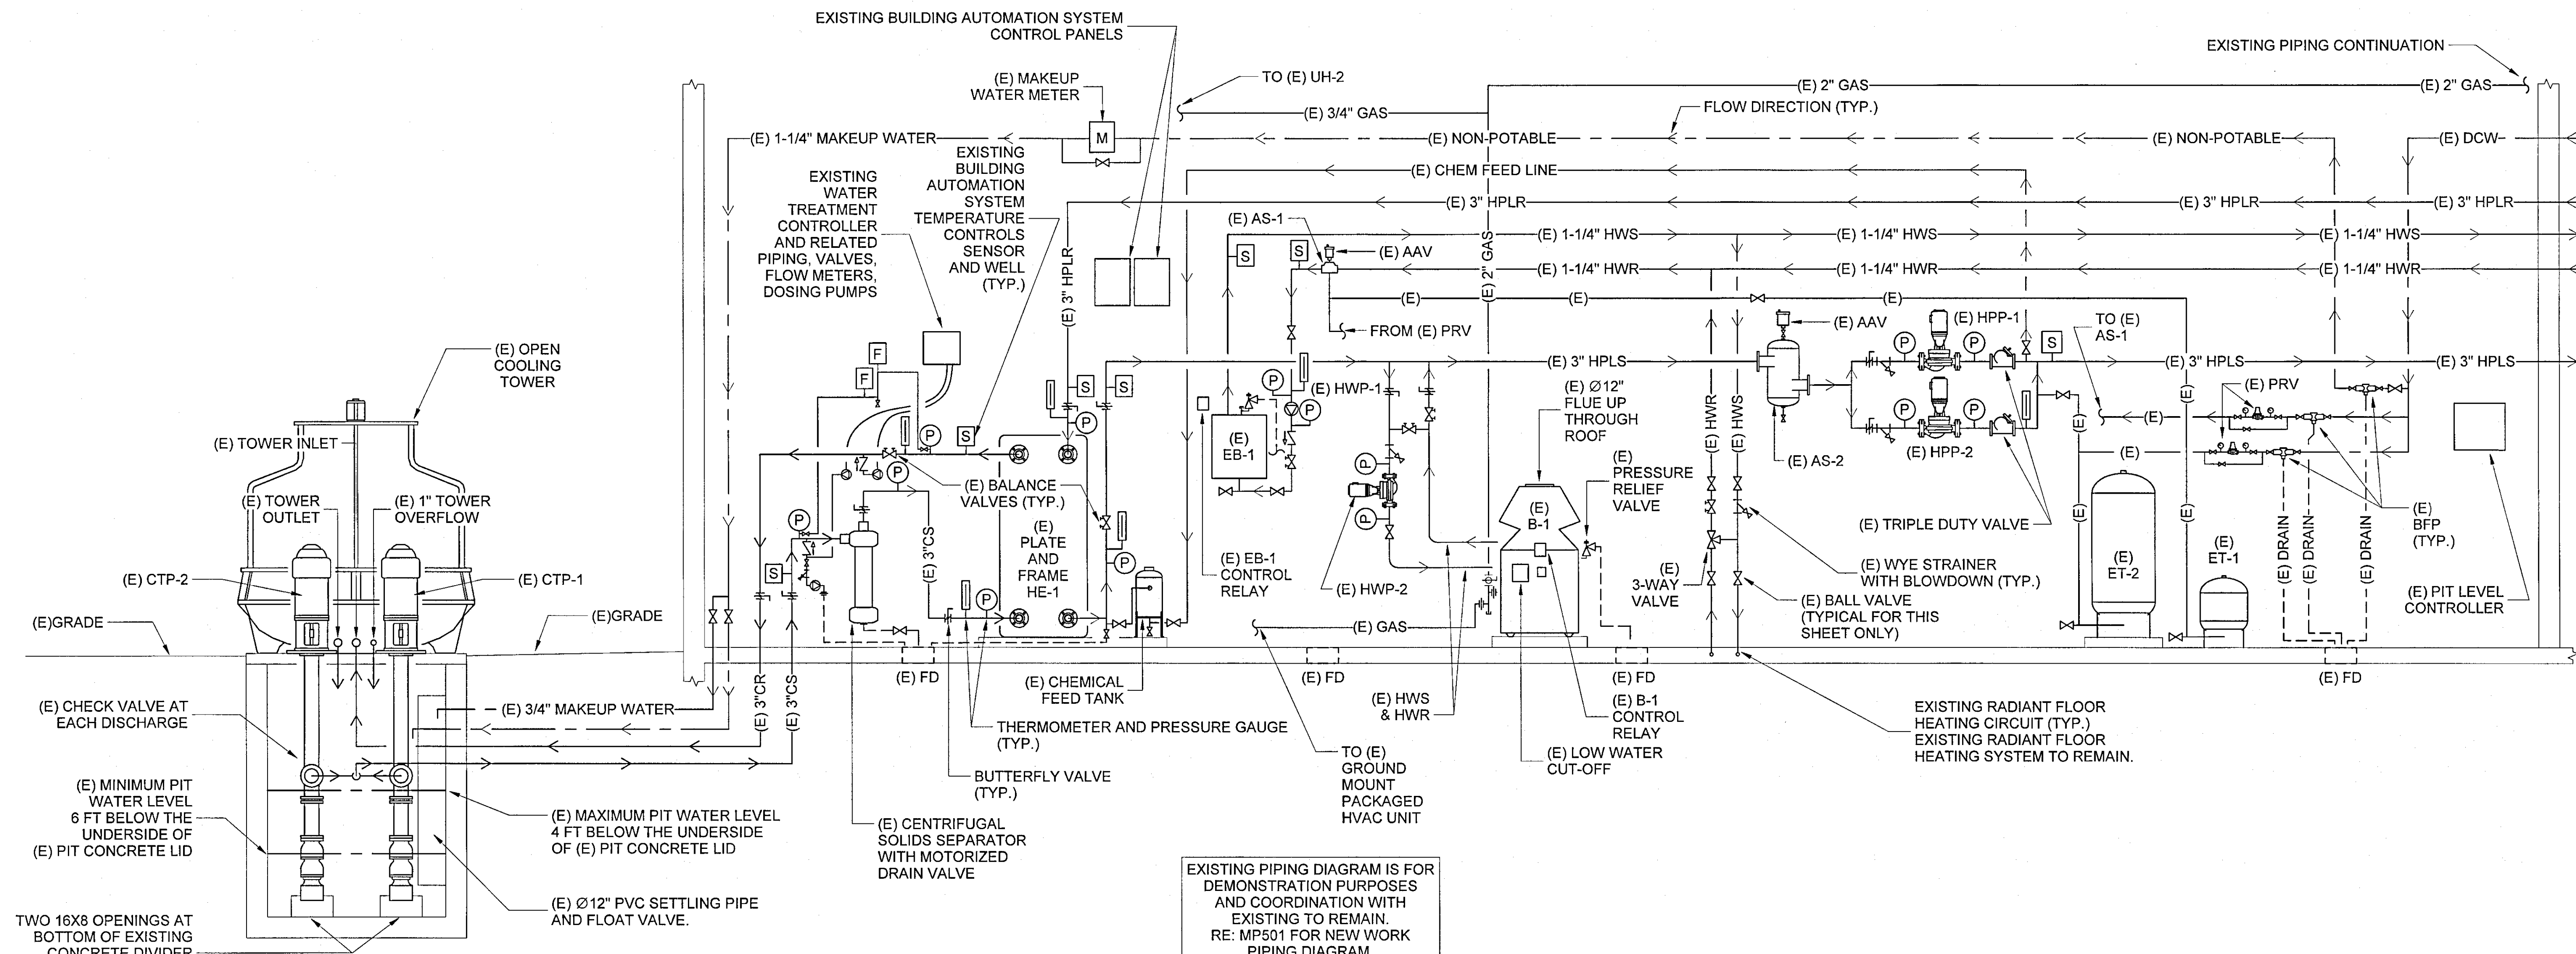 EXISTING BUILDING AUTOMATION SYSTEM
CONTROL PANELS
EXISTING PIPING CONTINUATION
(E) MAKEUP
WATER METER
TO (E) UH-2
(E) 2" GAS
(E) 2" GAS
(E) 3/4" GAS
FLOW DIRECTION (TYP.)
(E) 1-1/4" MAKEUP WATER
M
(E) NON-POTABLE
(E) NON-POTABLE
(E) DCW
EXISTING
BUILDING
AUTOMATION
SYSTEM
TEMPERATURE
CONTROLS
SENSOR
AND WELL
(TYP.)
EXISTING
WATER
TREATMENT
CONTROLLER
AND RELATED
PIPING, VALVES,
FLOW METERS,
DOSING PUMPS
(E) CHEM FEED LINE
(E) 3" HPLR
(E) 3" HPLR
(E) 3" HPLR
(E) 3" HPLR
(E) AS-1
(E) AAV
S
S
(E) 2" GAS
(E) 1-1/4" HWS
(E) 1-1/4" HWS
(E) 1-1/4" HWS
(E) 1-1/4" HWR
(E) 1-1/4" HWR
(E) 1-1/4" HWR
(E)
(E)
(E)
FROM (E) PRV
(E) AAV
(E) HPP-1
TO (E)
AS-1
(E) OPEN
COOLING
TOWER
F
F
S
S
P
P
P
S
(E) 3" HPLS
(E) 3" HPLS
(E) 3" HPLS
P
P
S
(E) HWP-1
P
P
(E) Ø12"
FLUE UP
THROUGH
ROOF
(E) PRV
(E)
(E)
(E)
(E) TOWER INLET
(E)
EB-1
(E) HWR
(E) HWS
P
P
(E) HPP-2
(E) AS-2
(E) TOWER
OUTLET
(E) 1" TOWER
OVERFLOW
(E) BALANCE
VALVES (TYP.)
P
P
(E)
PRESSURE
RELIEF
VALVE
(E)
PLATE
AND
FRAME
HE-1
(E) 3"CS
P
P
(E)
B-1
(E) TRIPLE DUTY VALVE
(E)
(E)
(E)
BFP
(TYP.)
(E) CTP-2
(E) CTP-1
S
P
P
(E) EB-1
CONTROL
RELAY
(E) HWP-2
(E)
3-WAY
VALVE
(E) WYE STRAINER
WITH BLOWDOWN (TYP.)
(E) BALL VALVE
(TYPICAL FOR THIS
SHEET ONLY)
(E)
ET-2
(E)
ET-1
(E) DRAIN
(E) DRAIN
(E) DRAIN
(E) PIT LEVEL
CONTROLLER
(E)GRADE
(E)GRADE
(E) GAS
(E) FD
(E) FD
(E) FD
(E) FD
(E) CHEMICAL
FEED TANK
(E) 3"CR
(E) 3"CS
(E) CHECK VALVE AT
EACH DISCHARGE
(E) 3/4" MAKEUP WATER
THERMOMETER AND PRESSURE GAUGE
(TYP.)
(E) HWS
& HWR
(E) B-1
CONTROL
RELAY
EXISTING RADIANT FLOOR
HEATING CIRCUIT (TYP.)
EXISTING RADIANT FLOOR
HEATING SYSTEM TO REMAIN.
(E) LOW WATER
CUT-OFF
TO (E)
GROUND
MOUNT
PACKAGED
HVAC UNIT
BUTTERFLY VALVE
(TYP.)
(E) MINIMUM PIT
WATER LEVEL
6 FT BELOW THE
UNDERSIDE OF
(E) PIT CONCRETE LID
(E) MAXIMUM PIT WATER LEVEL
4 FT BELOW THE UNDERSIDE
OF (E) PIT CONCRETE LID
(E) CENTRIFUGAL
SOLIDS SEPARATOR
WITH MOTORIZED
DRAIN VALVE
(E) Ø12" PVC SETTLING PIPE
AND FLOAT VALVE.
TWO 16X8 OPENINGS AT
BOTTOM OF EXISTING
CONCRETE DIVIDER
EXISTING PIPING DIAGRAM IS FOR
DEMONSTRATION PURPOSES
AND COORDINATION WITH
EXISTING TO REMAIN.
RE: MP501 FOR NEW WORK
PIPING DIAGRAM